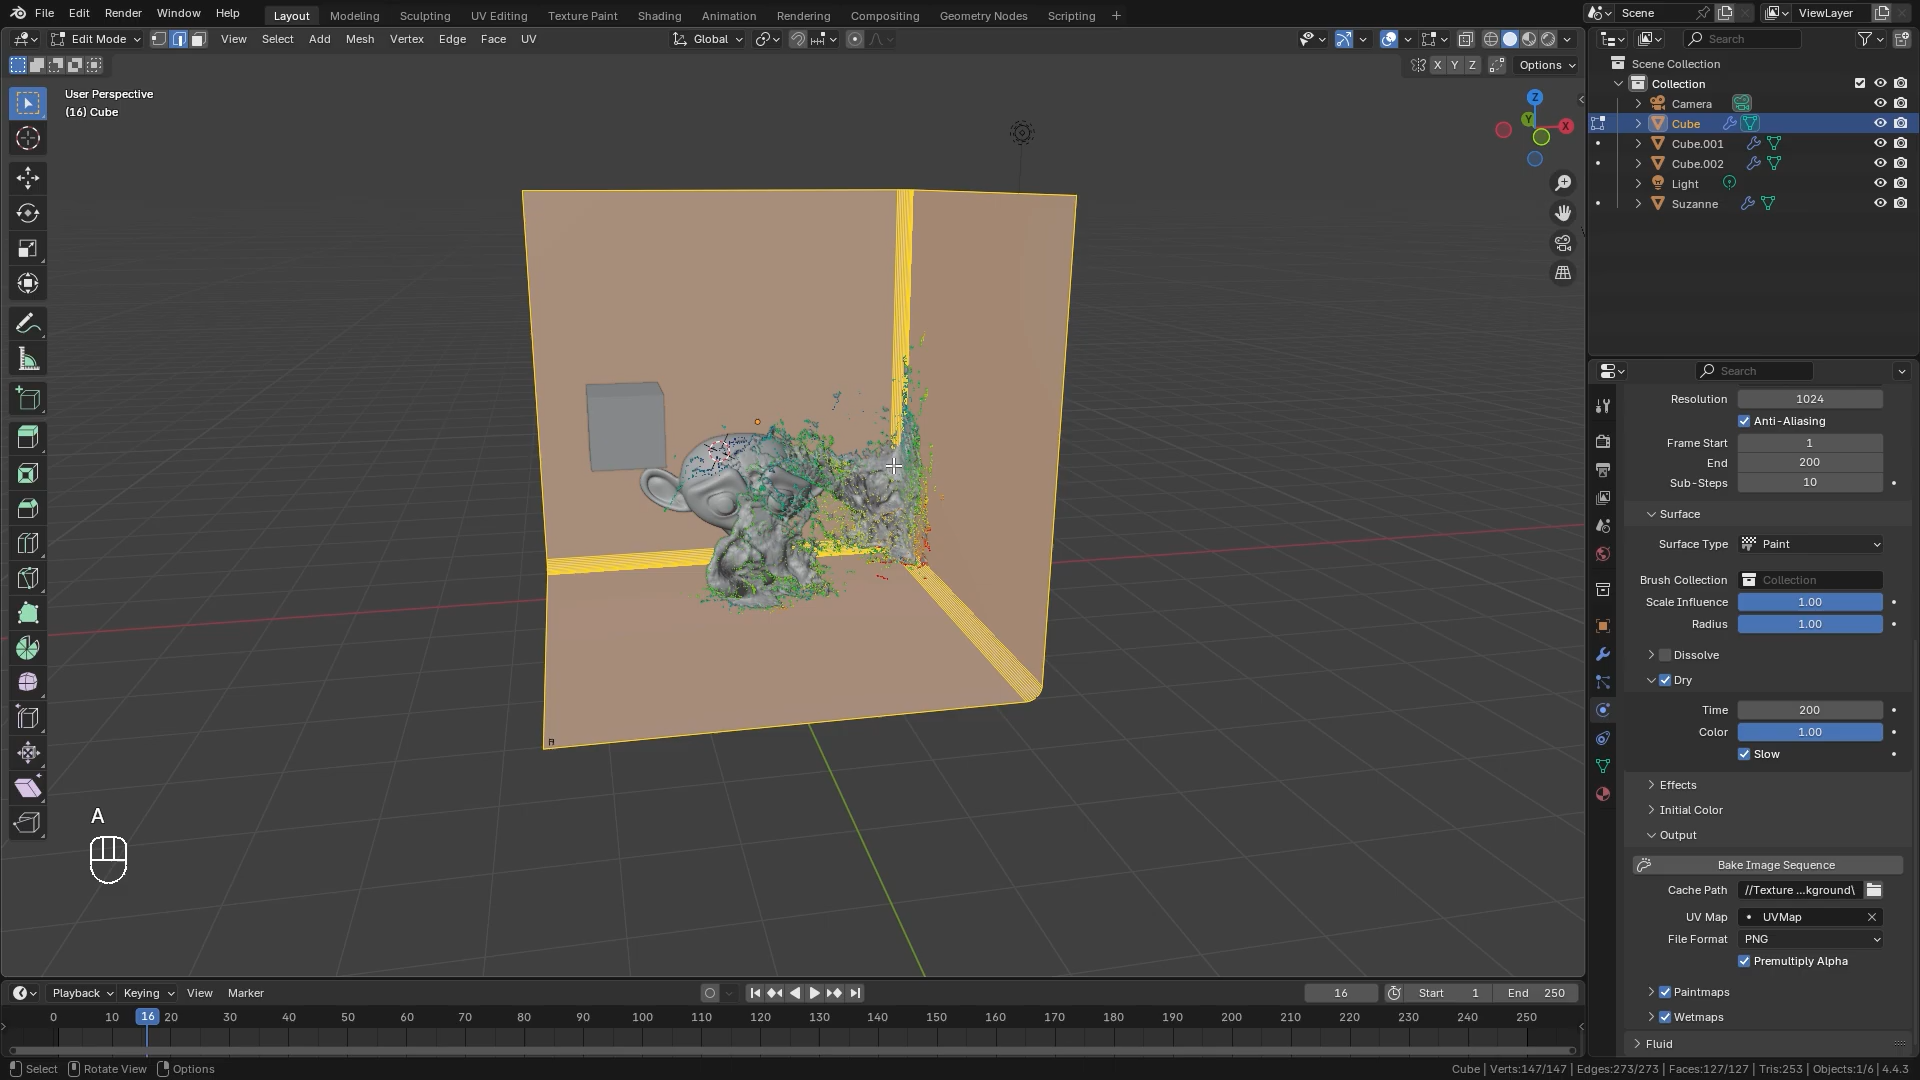 File Edit Render Window Help Layout Modeling Sculpting UV Editing Texture Paint Shading Animation Rendering Compositing Geometry Nodes Scripting + Scene ViewLayer
Edit Mode View Select Add Mesh Vertex Edge Face UV Global Search
X Y Z Options
Scene Collection
Collection
Camera
Cube
Cube.001
Cube.002
Light
Suzanne
User Perspective
(16) Cube
Z
Y
X
Search
Resolution 1024
Anti-Aliasing
Frame Start 1
End 200
Sub-Steps 10
Surface
Surface Type Paint
Brush Collection Collection
Scale Influence 1.00
Radius 1.00
Dissolve
Dry
Time 200
Color 1.00
Slow
Effects
Initial Color
Output
Bake Image Sequence
Cache Path //Texture ...kground\
UV Map UVMap
File Format PNG
Premultiply Alpha
Paintmaps
Wetmaps
Fluid
A
Playback Keying View Marker 16 Start 1 End 250
0 10 16 20 30 40 50 60 70 80 90 100 110 120 130 140 150 160 170 180 190 200 210 220 230 240 250
Select Rotate View Options Cube | Verts:147/147 | Edges:273/273 | Faces:127/127 | Tris:253 | Objects:1/6 | 4.4.3